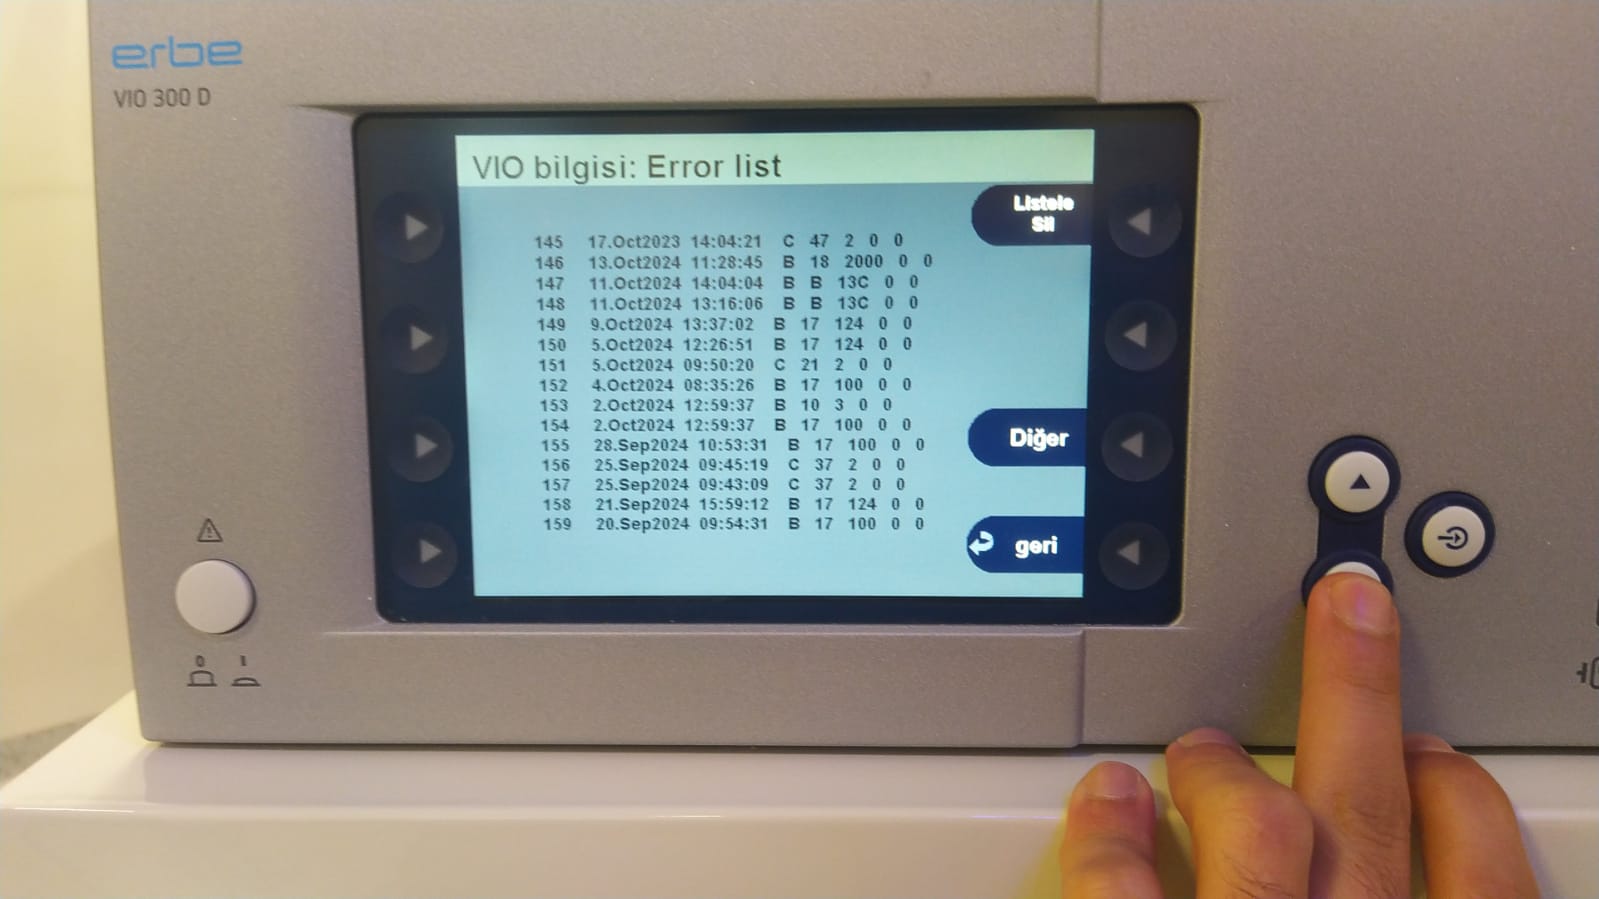 erbe
VIO 300 D
VIO bilgisi: Error list
Listele
Sil
145 17.Oct2023 14:04:21 C 47 2 0 0
146 13.Oct2024 11:28:45 B 18 2000 0 0
147 11.Oct2024 14:04:04 B B 13C 0 0
148 11.Oct2024 13:16:06 B B 13C 0 0
149 9.Oct2024 13:37:02 B 17 124 0 0
150 5.Oct2024 12:26:51 B 17 124 0 0
151 5.Oct2024 09:50:20 C 21 2 0 0
152 4.Oct2024 08:35:26 B 17 100 0 0
153 2.Oct2024 12:59:37 B 10 3 0 0
154 2.Oct2024 12:59:37 B 17 100 0 0
155 28.Sep2024 10:53:31 B 17 100 0 0
156 25.Sep2024 09:45:19 C 37 2 0 0
157 25.Sep2024 09:43:09 C 37 2 0 0
158 21.Sep2024 15:59:12 B 17 124 0 0
159 20.Sep2024 09:54:31 B 17 100 0 0
Diğer
geri
0 I